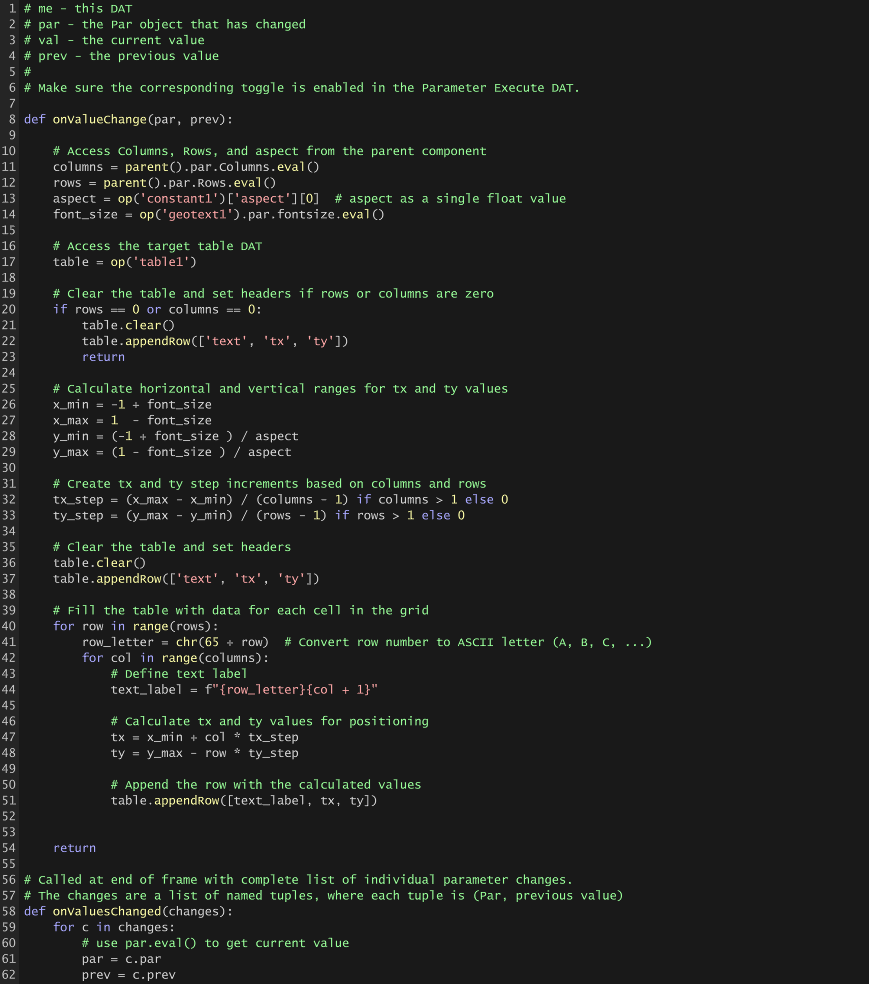 1 # me - this DAT
2 # par - the Par object that has changed
3 # val - the current value
4 # prev - the previous value
5 #
6 # Make sure the corresponding toggle is enabled in the Parameter Execute DAT.
7
8 def onValueChange(par, prev):
9
10     # Access Columns, Rows, and aspect from the parent component
11     columns = parent().par.Columns.eval()
12     rows = parent().par.Rows.eval()
13     aspect = op('constant1')['aspect'][0]  # aspect as a single float value
14     font_size = op('geotext1').par.fontsize.eval()
15
16     # Access the target table DAT
17     table = op('table1')
18
19     # Clear the table and set headers if rows or columns are zero
20     if rows == 0 or columns == 0:
21         table.clear()
22         table.appendRow(['text', 'tx', 'ty'])
23         return
24
25     # Calculate horizontal and vertical ranges for tx and ty values
26     x_min = -1 + font_size
27     x_max = 1  - font_size
28     y_min = (-1 + font_size ) / aspect
29     y_max = (1 - font_size ) / aspect
30
31     # Create tx and ty step increments based on columns and rows
32     tx_step = (x_max - x_min) / (columns - 1) if columns > 1 else 0
33     ty_step = (y_max - y_min) / (rows - 1) if rows > 1 else 0
34
35     # Clear the table and set headers
36     table.clear()
37     table.appendRow(['text', 'tx', 'ty'])
38
39     # Fill the table with data for each cell in the grid
40     for row in range(rows):
41         row_letter = chr(65 + row)  # Convert row number to ASCII letter (A, B, C, ...)
42         for col in range(columns):
43             # Define text label
44             text_label = f"{row_letter}{col + 1}"
45
46             # Calculate tx and ty values for positioning
47             tx = x_min + col * tx_step
48             ty = y_max - row * ty_step
49
50             # Append the row with the calculated values
51             table.appendRow([text_label, tx, ty])
52
53
54     return
55
56 # Called at end of frame with complete list of individual parameter changes.
57 # The changes are a list of named tuples, where each tuple is (Par, previous value)
58 def onValuesChanged(changes):
59     for c in changes:
60         # use par.eval() to get current value
61         par = c.par
62         prev = c.prev